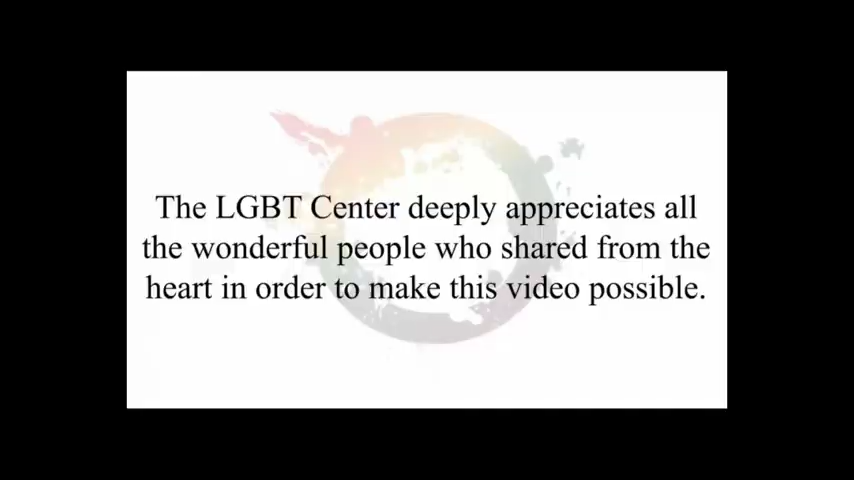 The LGBT Center deeply appreciates all
the wonderful people who shared from the
heart in order to make this video possible.